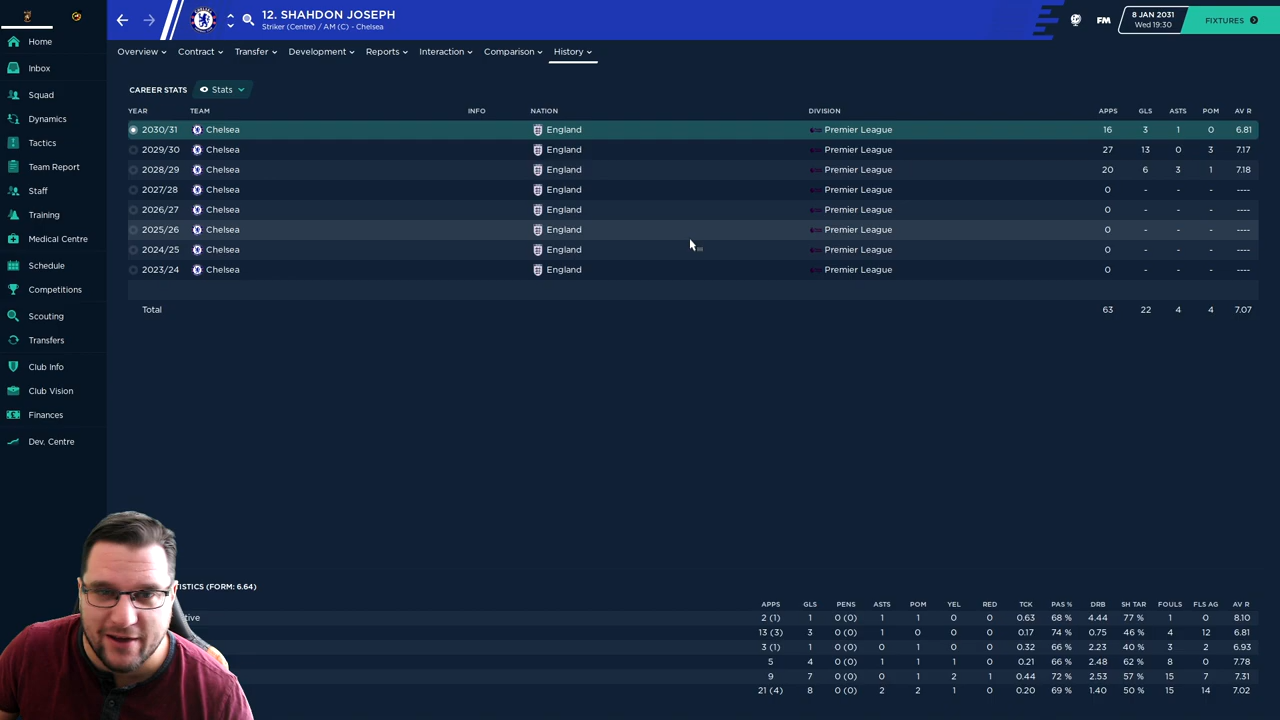 12. SHAHDON JOSEPH
Striker (Centre) / AM (C) - Chelsea
FM
8 JAN 2031
Wed 19:30
FIXTURES
Home
Inbox
Squad
Dynamics
Tactics
Team Report
Staff
Training
Medical Centre
Schedule
Competitions
Scouting
Transfers
Club Info
Club Vision
Finances
Dev. Centre
Overview Contract Transfer Development Reports Interaction Comparison History
CAREER STATS Stats
YEAR TEAM INFO NATION DIVISION APPS GLS ASTS POM AV R
2030/31 Chelsea England Premier League 16 3 1 0 6.81
2029/30 Chelsea England Premier League 27 13 0 3 7.17
2028/29 Chelsea England Premier League 20 6 3 1 7.18
2027/28 Chelsea England Premier League 0 - - - ----
2026/27 Chelsea England Premier League 0 - - - ----
2025/26 Chelsea England Premier League 0 - - - ----
2024/25 Chelsea England Premier League 0 - - - ----
2023/24 Chelsea England Premier League 0 - - - ----
Total 63 22 4 4 7.07
TISTICS (FORM: 6.64)
APPS GLS PENS ASTS POM YEL RED TCK PAS % DRB SH TAR FOULS FLS AG AV R
tive 2 (1) 1 0 (0) 1 1 0 0 0.63 68 % 4.44 77 % 1 0 8.10
13 (3) 3 0 (0) 1 0 0 0 0.17 74 % 0.75 46 % 4 12 6.81
3 (1) 1 0 (0) 0 1 0 0 0.32 66 % 2.23 40 % 3 2 6.93
5 4 0 (0) 1 1 1 0 0.21 66 % 2.48 62 % 8 0 7.78
9 7 0 (0) 0 1 2 1 0.44 72 % 2.53 57 % 15 7 7.31
21 (4) 8 0 (0) 2 2 1 0 0.20 69 % 1.40 50 % 15 14 7.02